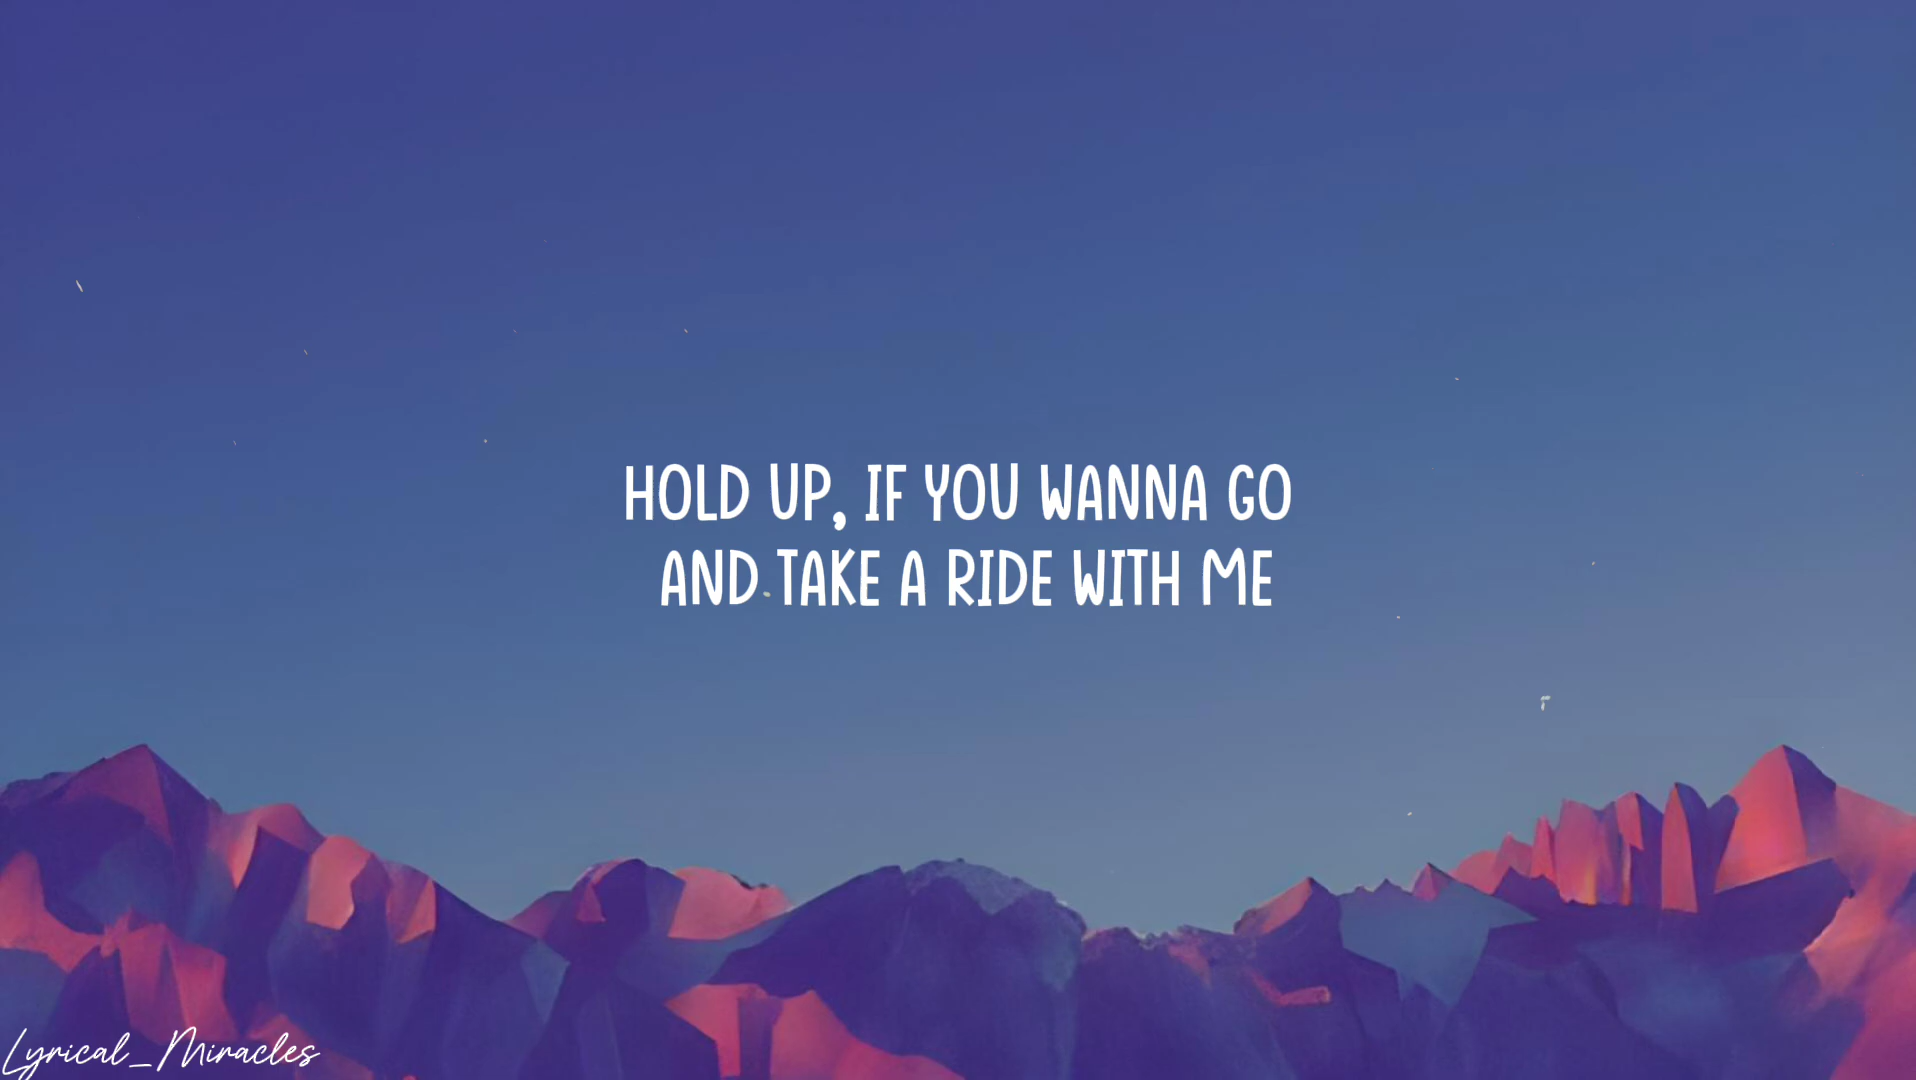 HOLD UP, IF YOU WANNA GO
AND TAKE A RIDE WITH ME
Lyrical_Miracles